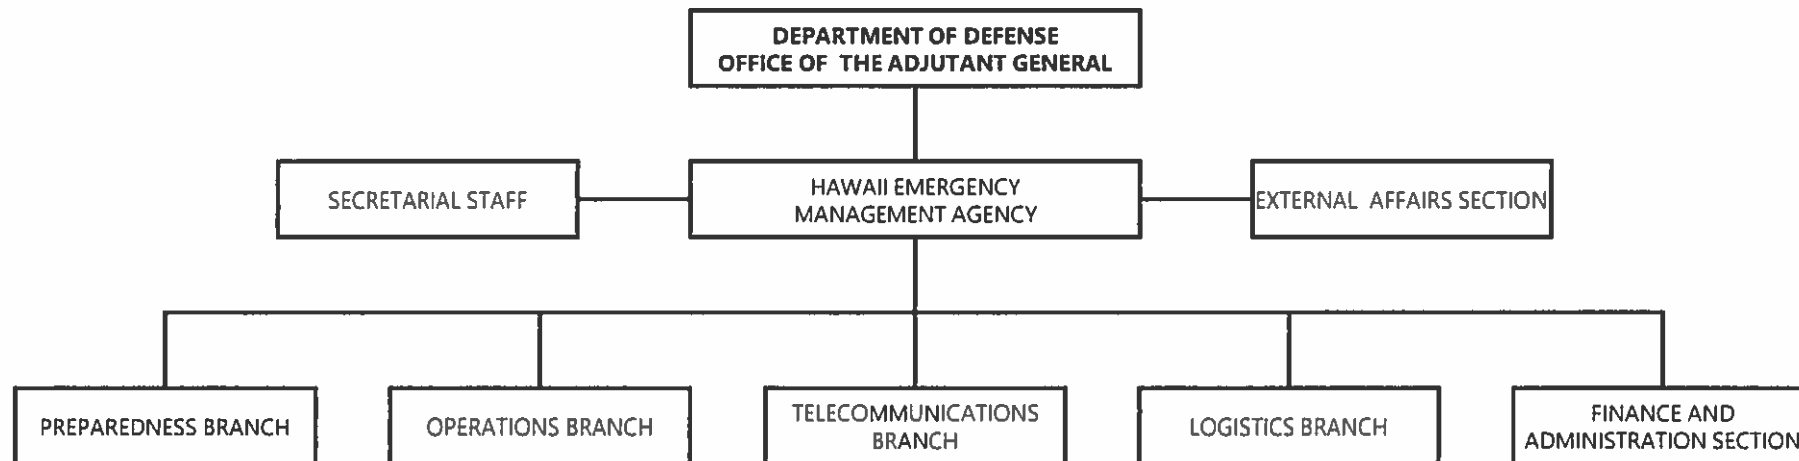 DEPARTMENT OF DEFENSE
OFFICE OF THE ADJUTANT GENERAL
SECRETARIAL STAFF
HAWAII EMERGENCY
MANAGEMENT AGENCY
EXTERNAL AFFAIRS SECTION
PREPAREDNESS BRANCH
OPERATIONS BRANCH
TELECOMMUNICATIONS
BRANCH
LOGISTICS BRANCH
FINANCE AND
ADMINISTRATION SECTION